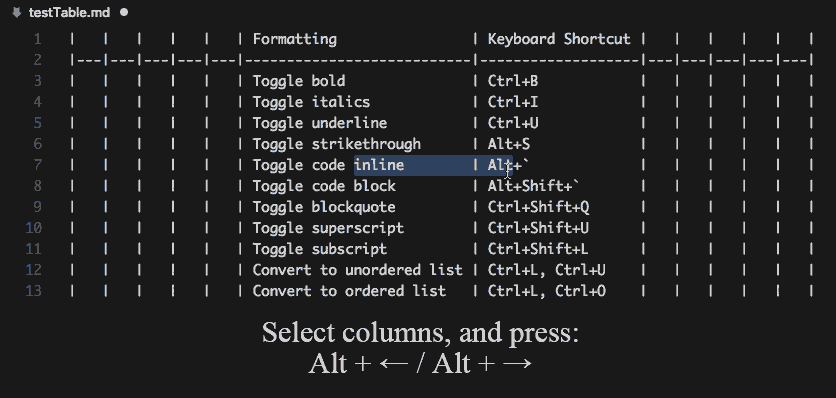 testTable.md ●
1 |   |   |   |   |   | Formatting                | Keyboard Shortcut |   |   |   |   |   |
2 |---|---|---|---|---|---------------------------|-------------------|---|---|---|---|---|
3 |   |   |   |   |   | Toggle bold               | Ctrl+B            |   |   |   |   |   |
4 |   |   |   |   |   | Toggle italics            | Ctrl+I            |   |   |   |   |   |
5 |   |   |   |   |   | Toggle underline          | Ctrl+U            |   |   |   |   |   |
6 |   |   |   |   |   | Toggle strikethrough      | Alt+S             |   |   |   |   |   |
7 |   |   |   |   |   | Toggle code inline        | Alt+`             |   |   |   |   |   |
8 |   |   |   |   |   | Toggle code block         | Alt+Shift+`       |   |   |   |   |   |
9 |   |   |   |   |   | Toggle blockquote         | Ctrl+Shift+Q      |   |   |   |   |   |
10 |   |   |   |   |   | Toggle superscript        | Ctrl+Shift+U      |   |   |   |   |   |
11 |   |   |   |   |   | Toggle subscript          | Ctrl+Shift+L      |   |   |   |   |   |
12 |   |   |   |   |   | Convert to unordered list | Ctrl+L, Ctrl+U    |   |   |   |   |   |
13 |   |   |   |   |   | Convert to ordered list   | Ctrl+L, Ctrl+O    |   |   |   |   |   |
Select columns, and press:
Alt + ← / Alt + →